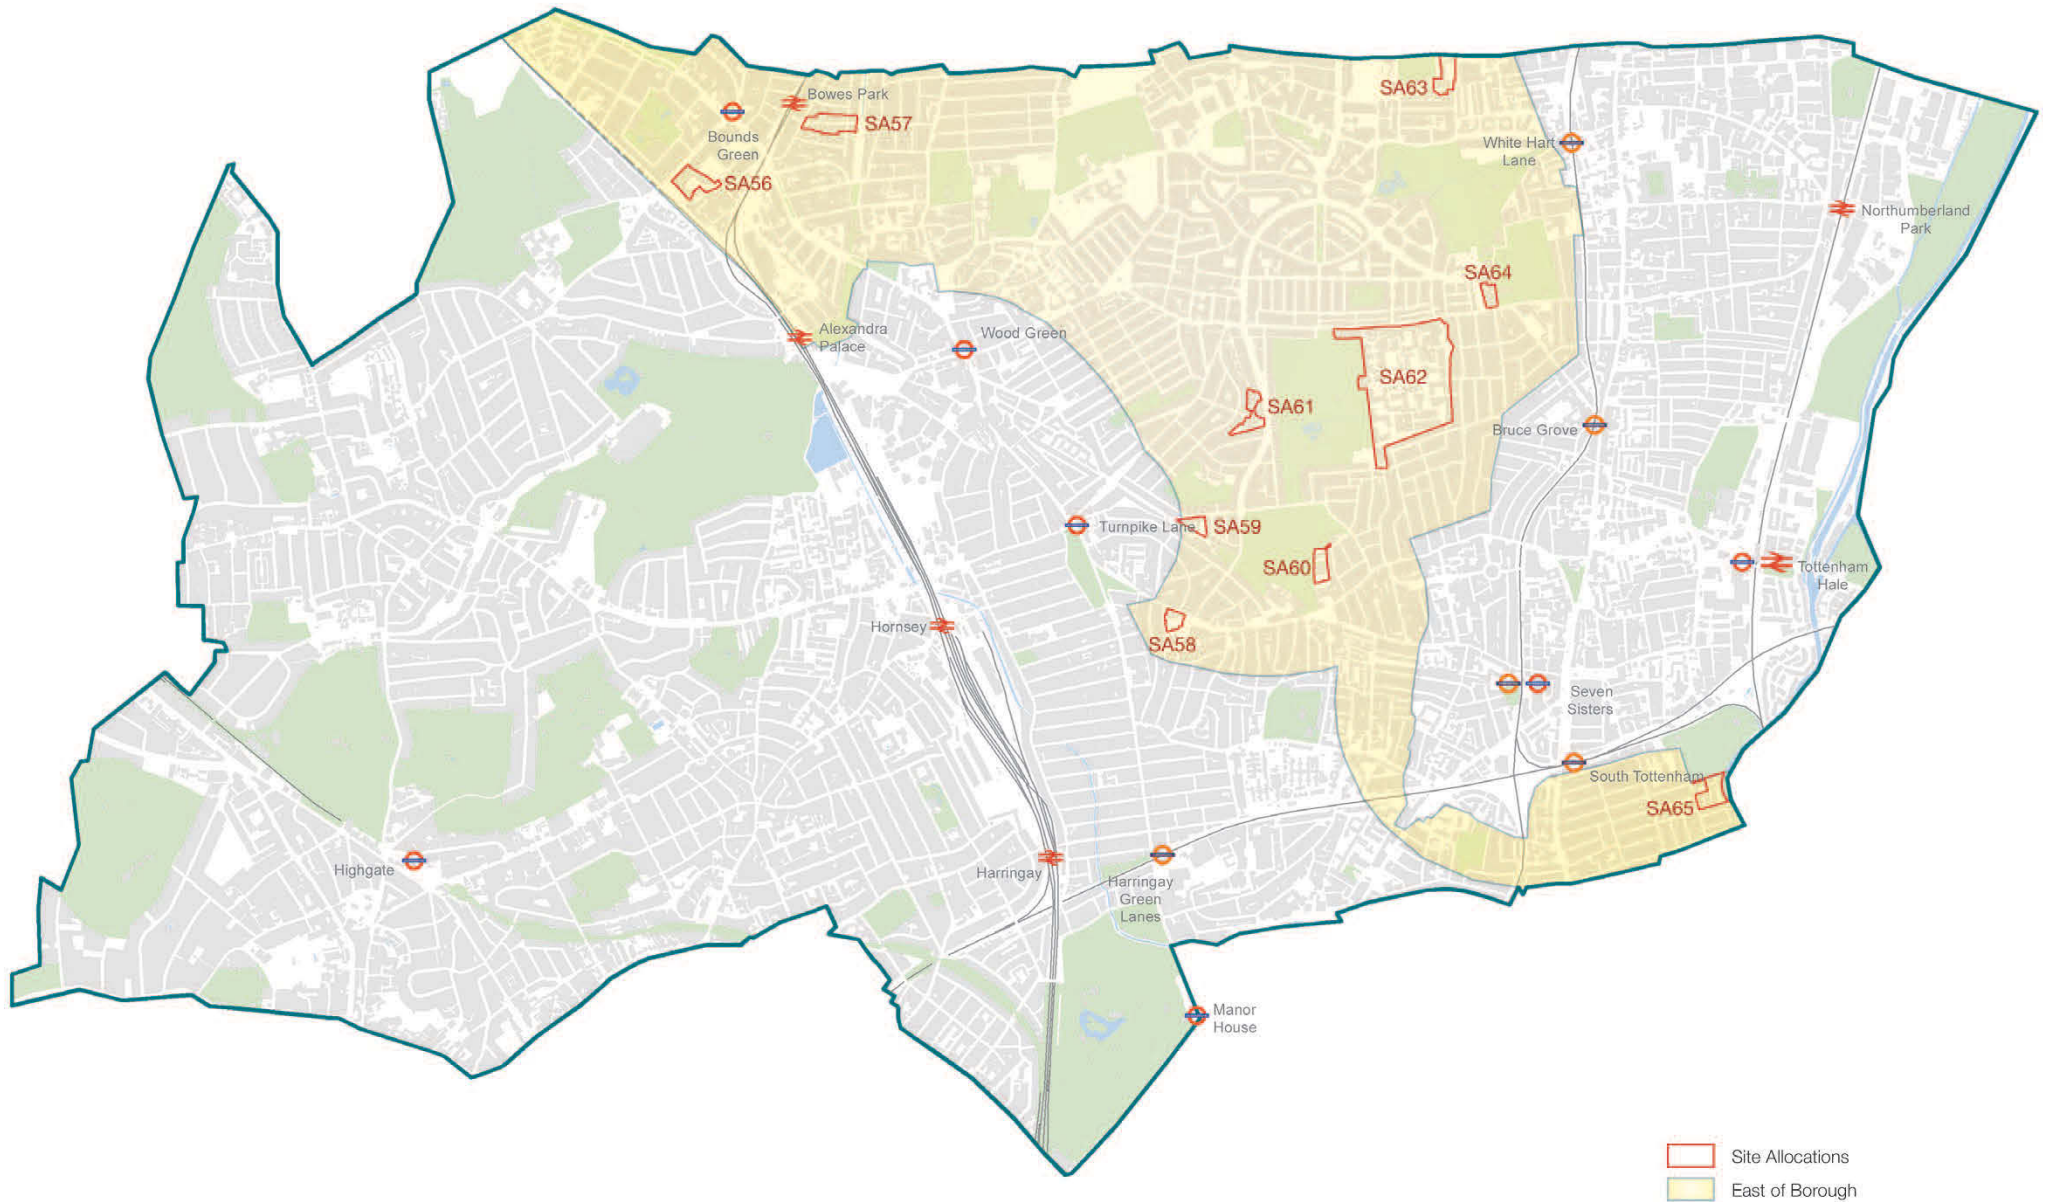 SA63
Bowes Park
SA57
Bounds
Green
White Hart
Lane
SA56
Northumberland
Park
SA64
Alexandra
Palace
Wood Green
SA62
SA61
Bruce Grove
Turnpike Lane
SA59
SA60
Tottenham
Hale
Hornsey
SA58
Seven
Sisters
South Tottenham
SA65
Highgate
Harringay
Harringay
Green
Lanes
Manor
House
Site Allocations
East of Borough